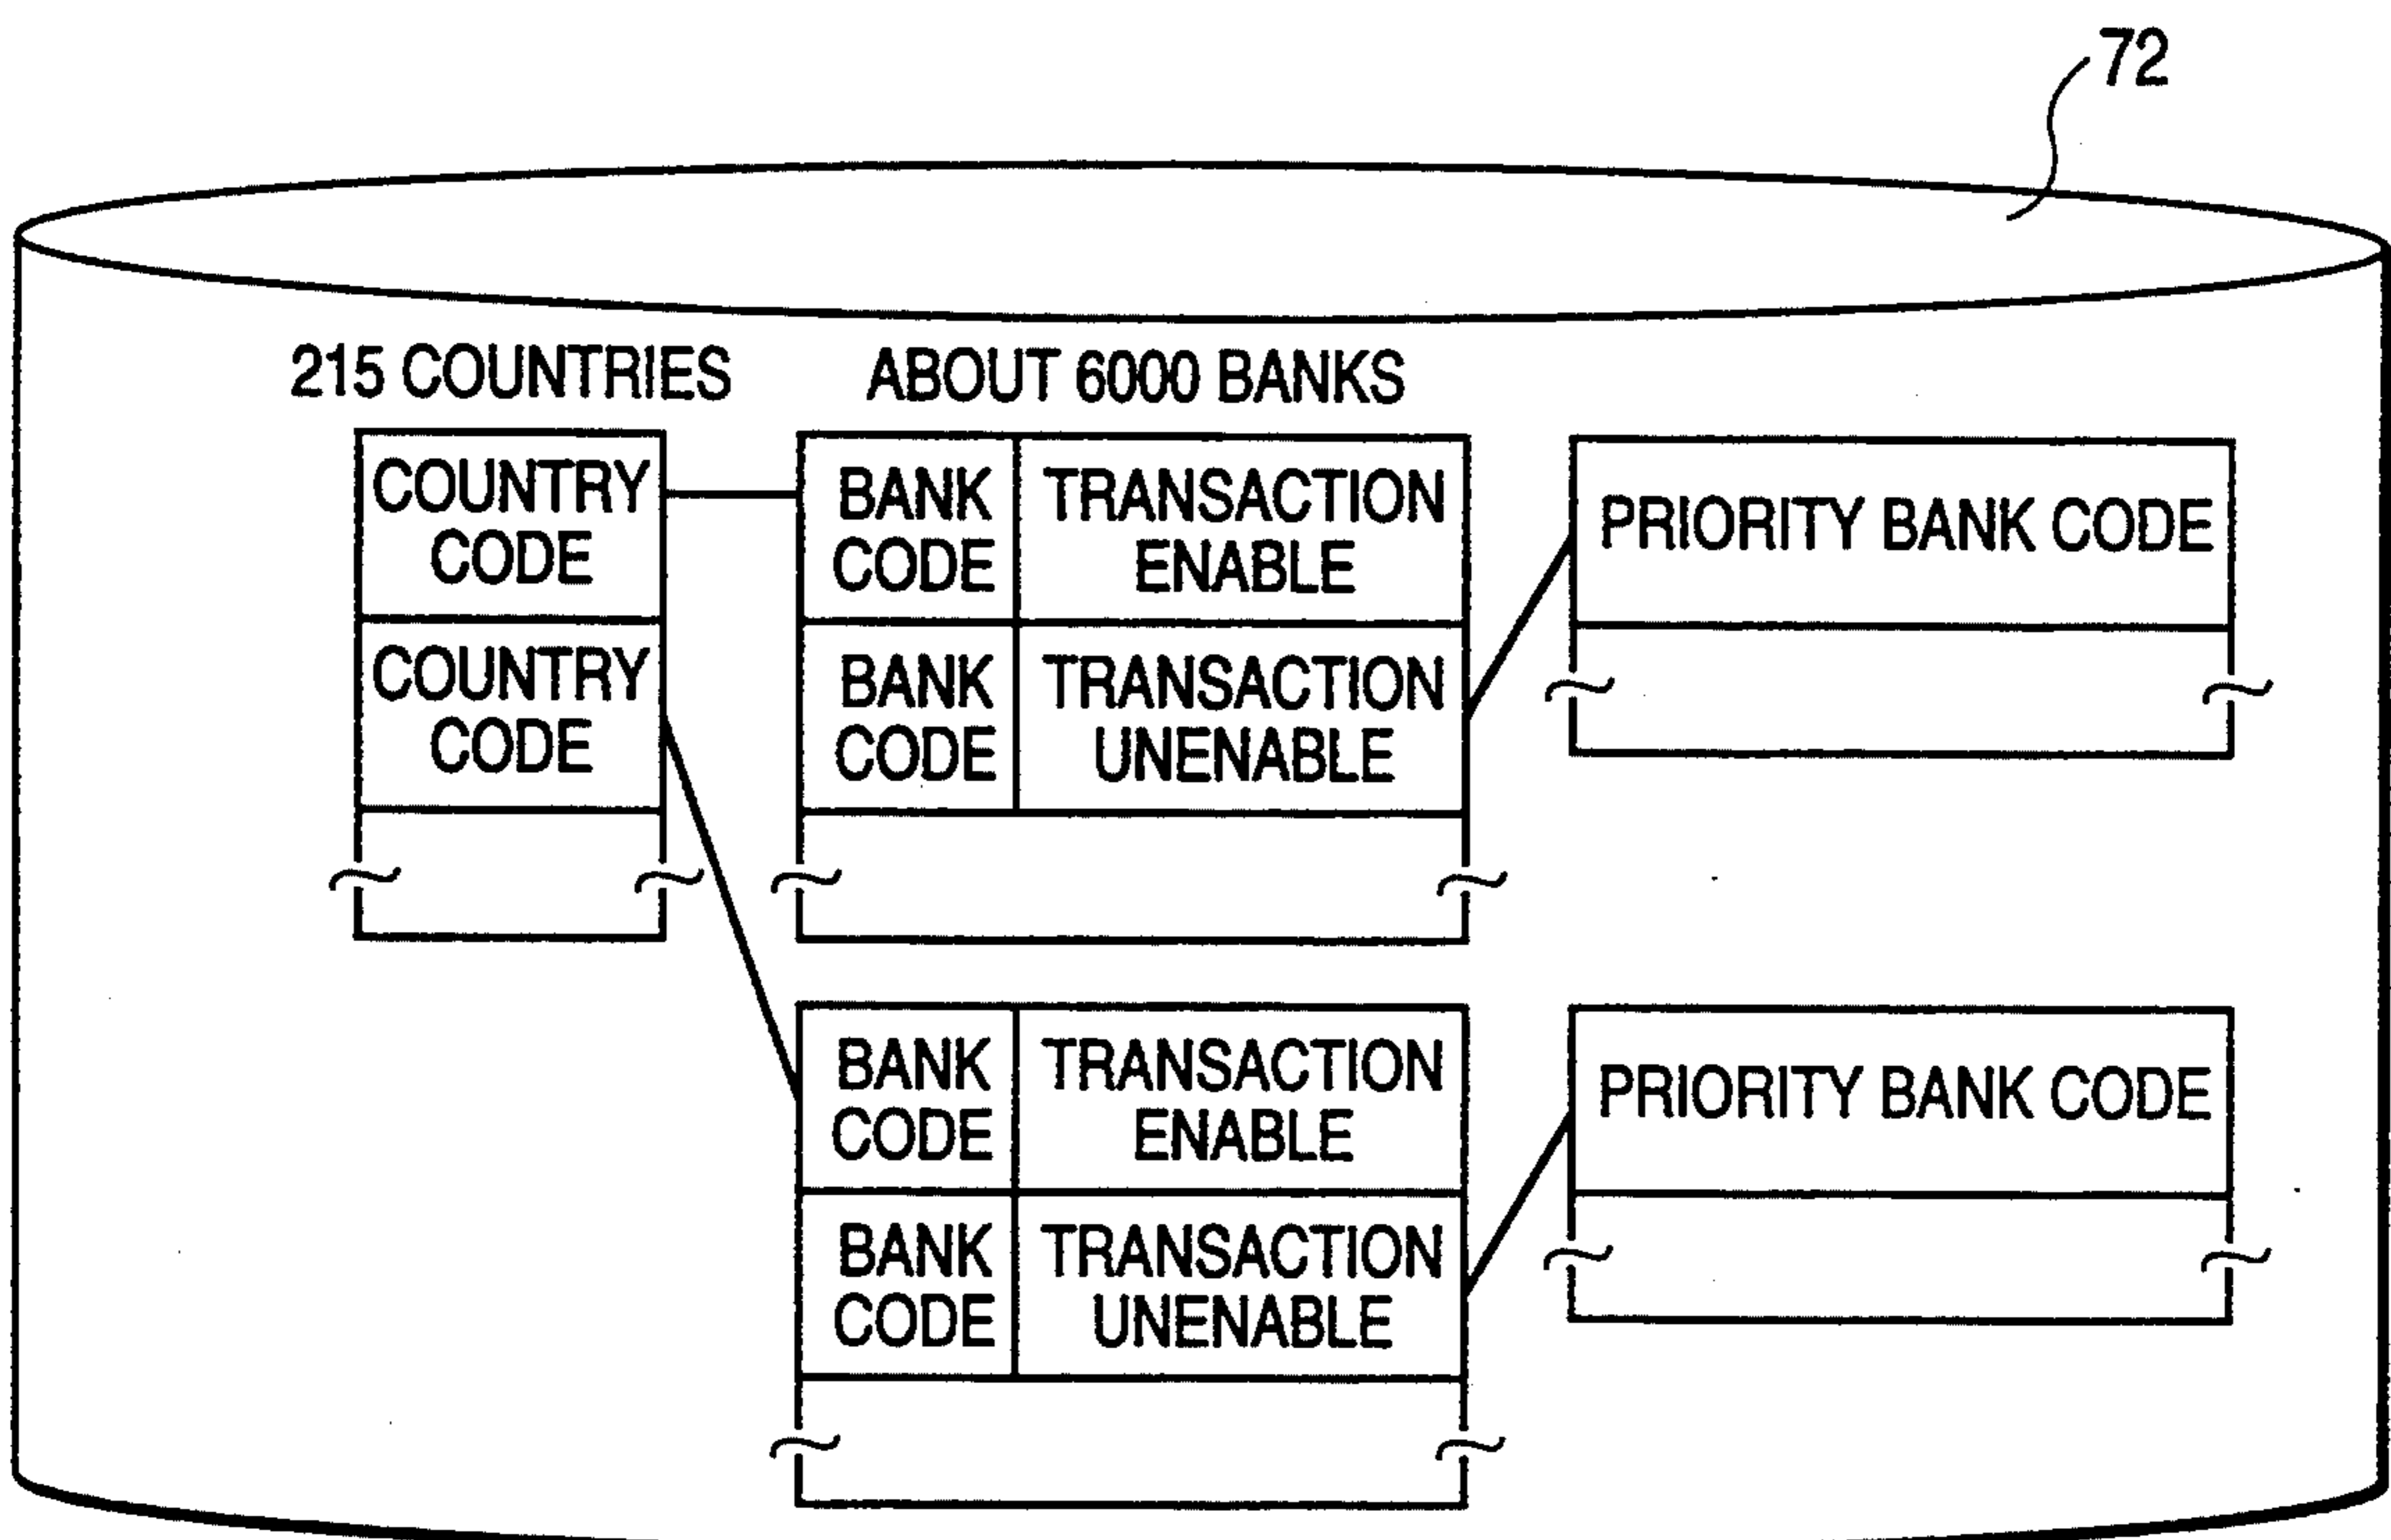 72
215 COUNTRIES
ABOUT 6000 BANKS
COUNTRY
CODE
BANK
CODE
TRANSACTION
ENABLE
PRIORITY BANK CODE
COUNTRY
CODE
BANK
CODE
TRANSACTION
UNENABLE
BANK
CODE
TRANSACTION
ENABLE
PRIORITY BANK CODE
BANK
CODE
TRANSACTION
UNENABLE